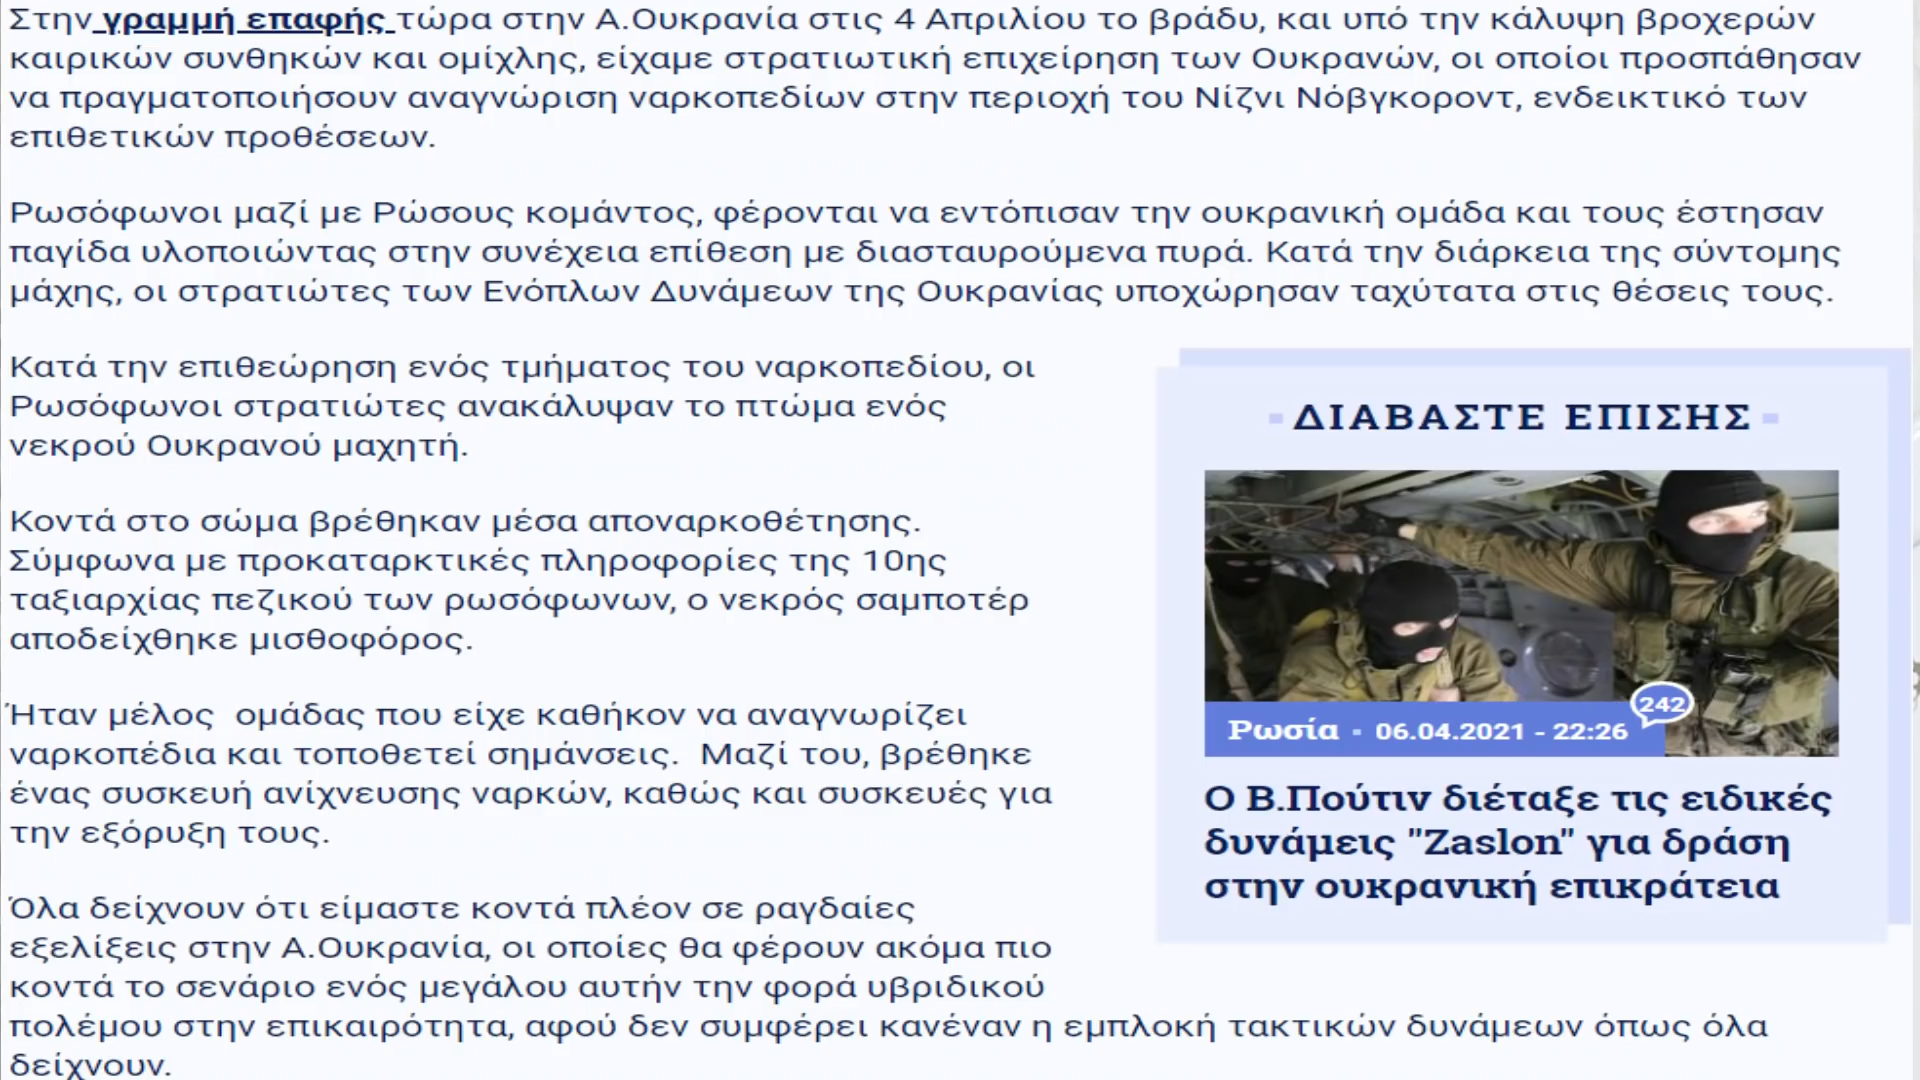 Στην γραμμή επαφής τώρα στην Α.Ουκρανία στις 4 Απριλίου το βράδυ, και υπό την κάλυψη βροχερών
καιρικών συνθηκών και ομίχλης, είχαμε στρατιωτική επιχείρηση των Ουκρανών, οι οποίοι προσπάθησαν
να πραγματοποιήσουν αναγνώριση ναρκοπεδίων στην περιοχή του Νίζνι Νόβγκοροντ, ενδεικτικό των
επιθετικών προθέσεων.
Ρωσόφωνοι μαζί με Ρώσους κομάντος, φέρονται να εντόπισαν την ουκρανική ομάδα και τους έστησαν
παγίδα υλοποιώντας στην συνέχεια επίθεση με διασταυρούμενα πυρά. Κατά την διάρκεια της σύντομης
μάχης, οι στρατιώτες των Ενόπλων Δυνάμεων της Ουκρανίας υποχώρησαν ταχύτατα στις θέσεις τους.
Κατά την επιθεώρηση ενός τμήματος του ναρκοπεδίου, οι
Ρωσόφωνοι στρατιώτες ανακάλυψαν το πτώμα ενός
νεκρού Ουκρανού μαχητή.
Κοντά στο σώμα βρέθηκαν μέσα αποναρκοθέτησης.
Σύμφωνα με προκαταρκτικές πληροφορίες της 10ης
ταξιαρχίας πεζικού των ρωσόφωνων, ο νεκρός σαμποτέρ
αποδείχθηκε μισθοφόρος.
Ήταν μέλος  ομάδας που είχε καθήκον να αναγνωρίζει
ναρκοπέδια και τοποθετεί σημάνσεις.  Μαζί του, βρέθηκε
ένας συσκευή ανίχνευσης ναρκών, καθώς και συσκευές για
την εξόρυξη τους.
Όλα δείχνουν ότι είμαστε κοντά πλέον σε ραγδαίες
εξελίξεις στην Α.Ουκρανία, οι οποίες θα φέρουν ακόμα πιο
κοντά το σενάριο ενός μεγάλου αυτήν την φορά υβριδικού
πολέμου στην επικαιρότητα, αφού δεν συμφέρει κανέναν η εμπλοκή τακτικών δυνάμεων όπως όλα
δείχνουν.
ΔΙΑΒΑΣΤΕ ΕΠΙΣΗΣ
242
Ρωσία - 06.04.2021 - 22:26
Ο Β.Πούτιν διέταξε τις ειδικές
δυνάμεις "Zaslon" για δράση
στην ουκρανική επικράτεια